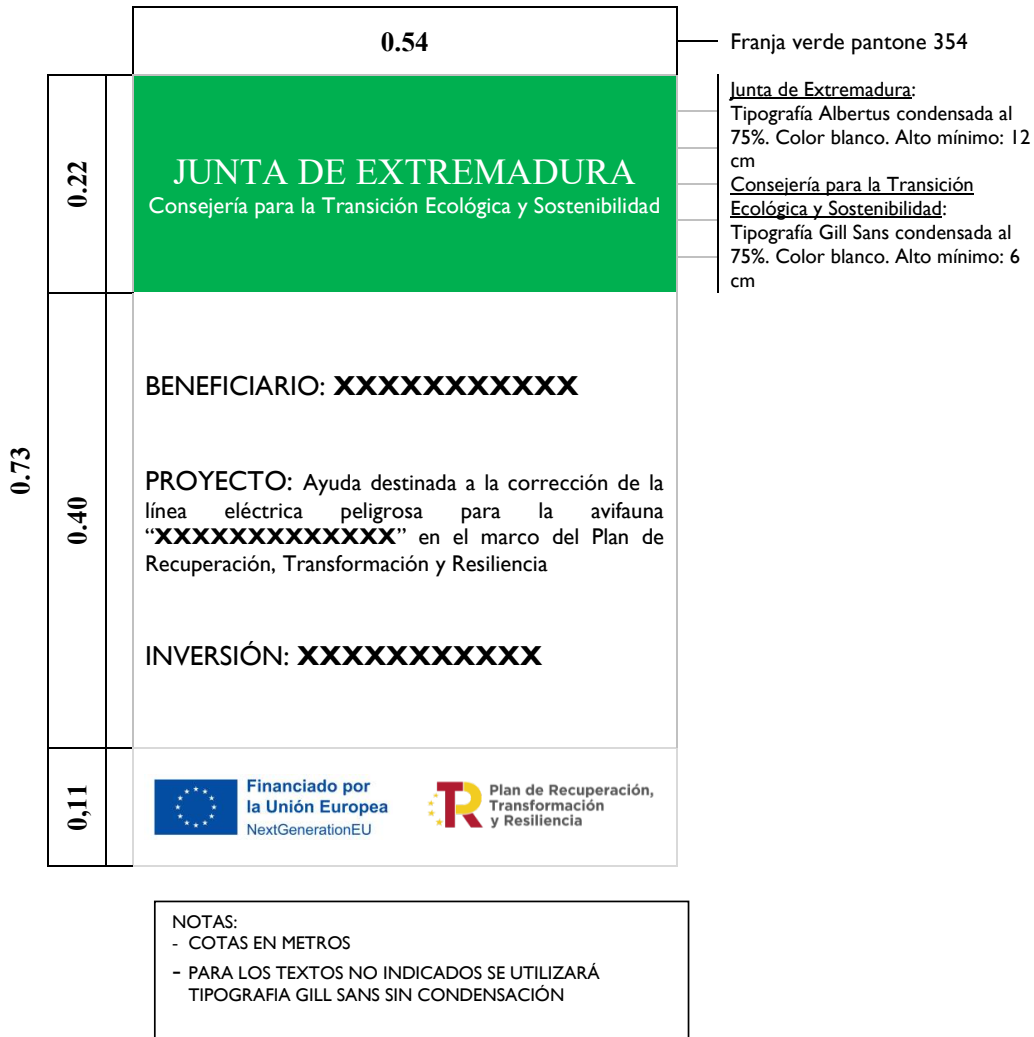 0.54
Franja verde pantone 354
Junta de Extremadura:
Tipografía Albertus condensada al
75%. Color blanco. Alto mínimo: 12
cm
Consejería para la Transición
Ecológica y Sostenibilidad:
Tipografía Gill Sans condensada al
75%. Color blanco. Alto mínimo: 6
cm
0.22
JUNTA DE EXTREMADURA
Consejería para la Transición Ecológica y Sostenibilidad
0.73
0.40
BENEFICIARIO: XXXXXXXXXXX
PROYECTO: Ayuda destinada a la corrección de la
línea eléctrica peligrosa para la avifauna
“XXXXXXXXXXXXX” en el marco del Plan de
Recuperación, Transformación y Resiliencia
INVERSIÓN: XXXXXXXXXXX
0,11
Financiado por
la Unión Europea
NextGenerationEU
TR
Plan de Recuperación,
Transformación
y Resiliencia
NOTAS:
- COTAS EN METROS
- PARA LOS TEXTOS NO INDICADOS SE UTILIZARÁ
TIPOGRAFIA GILL SANS SIN CONDENSACIÓN